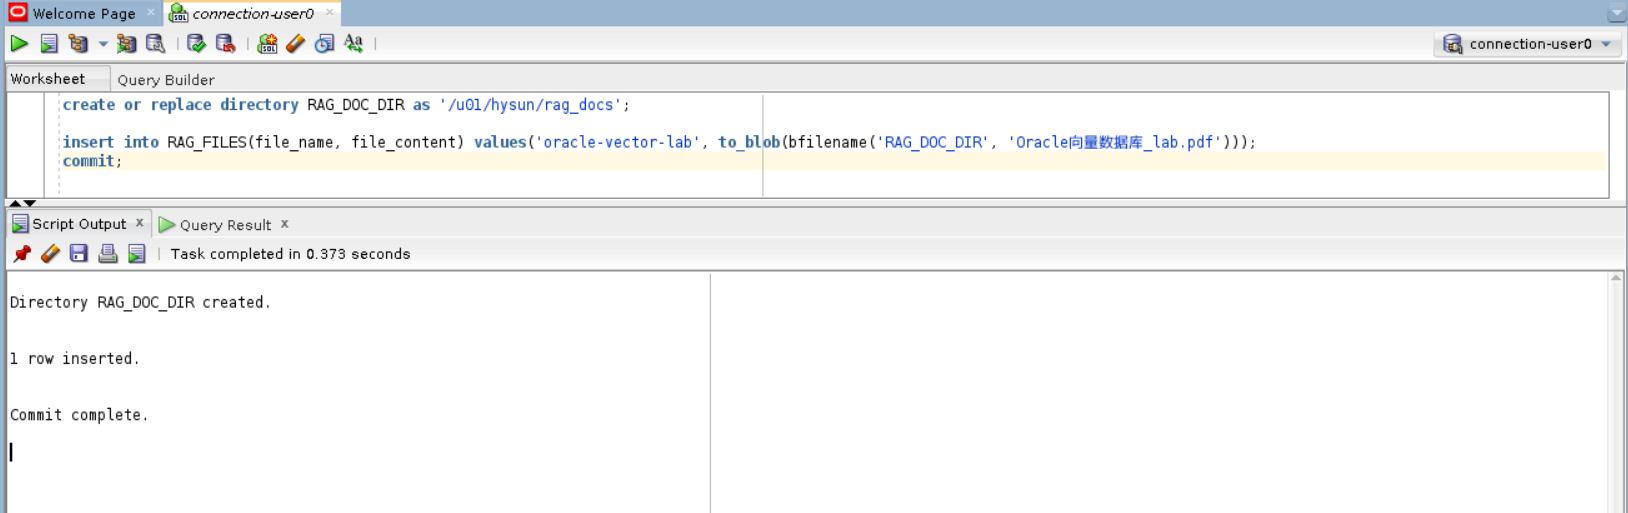 Welcome Page
connection-user0
connection-user0
Worksheet
Query Builder
create or replace directory RAG_DOC_DIR as '/u01/hysun/rag_docs';
insert into RAG_FILES(file_name, file_content) values('oracle-vector-lab', to_blob(bfilename('RAG_DOC_DIR', 'Oracle向量数据库_lab.pdf')));
commit;
Script Output x
Query Result x
Task completed in 0.373 seconds
Directory RAG_DOC_DIR created.
1 row inserted.
Commit complete.